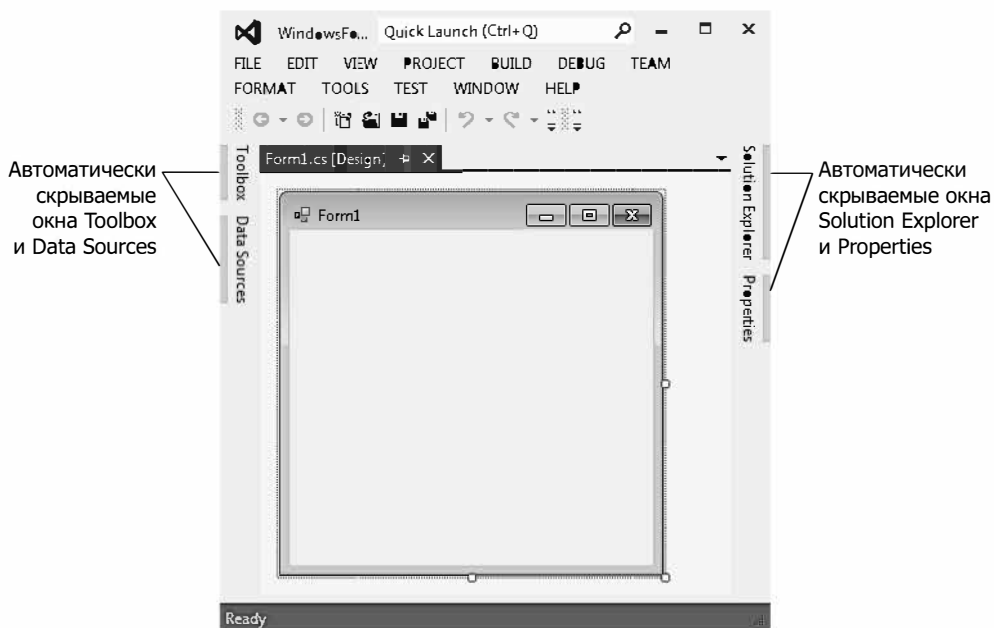 WindowsFo... Quick Launch (Ctrl+Q)
FILE EDIT VIEW PROJECT BUILD DEBUG TEAM
FORMAT TOOLS TEST WINDOW HELP
Автоматически
скрываемые
окна Toolbox
и Data Sources
Toolbox
Data Sources
Form1.cs [Design]
Form1
Solution Explorer
Properties
Автоматически
скрываемые окна
Solution Explorer
и Properties
Ready